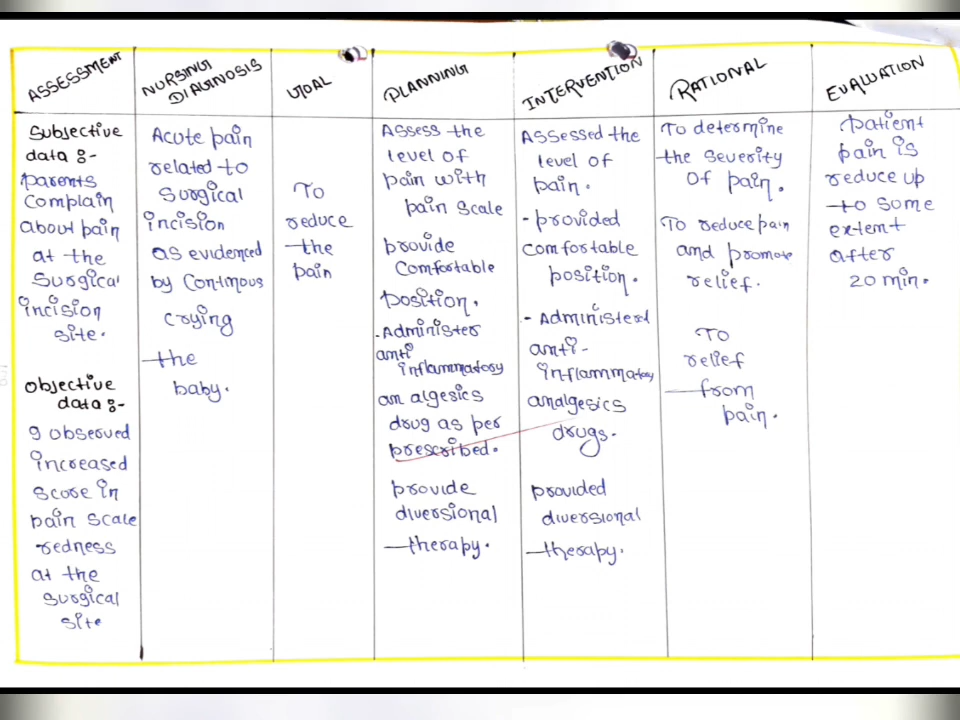 ASSESSMENT
NURSING
DIAGNOSIS
GOAL
PLANNING
INTERVENTION
RATIONAL
EVALUATION
Subjective
data :-
parents
complain
about pain
at the
surgical
incision
site.
objective
data :-
I observed
increased
score in
pain scale
redness
at the
surgical
site
Acute pain
related to
surgical
incision
as evidenced
by Continous
crying
the
baby.
To
reduce
the
pain
Assess the
level of
pain with
pain scale
provide
comfortable
position.
- Administer
anti
inflammatory
an algesics
drug as per
prescribed.
provide
diversional
therapy.
Assessed the
level of
pain.
- provided
comfortable
position.
- Administerd
anti-
inflammatory
analgesics
drugs.
provided
diversional
therapy.
To determine
the severity
of pain.
To reduce pain
and promote
relief.
To
relief
from
pain.
patient
pain is
reduce up
to some
extent
after
20 min.